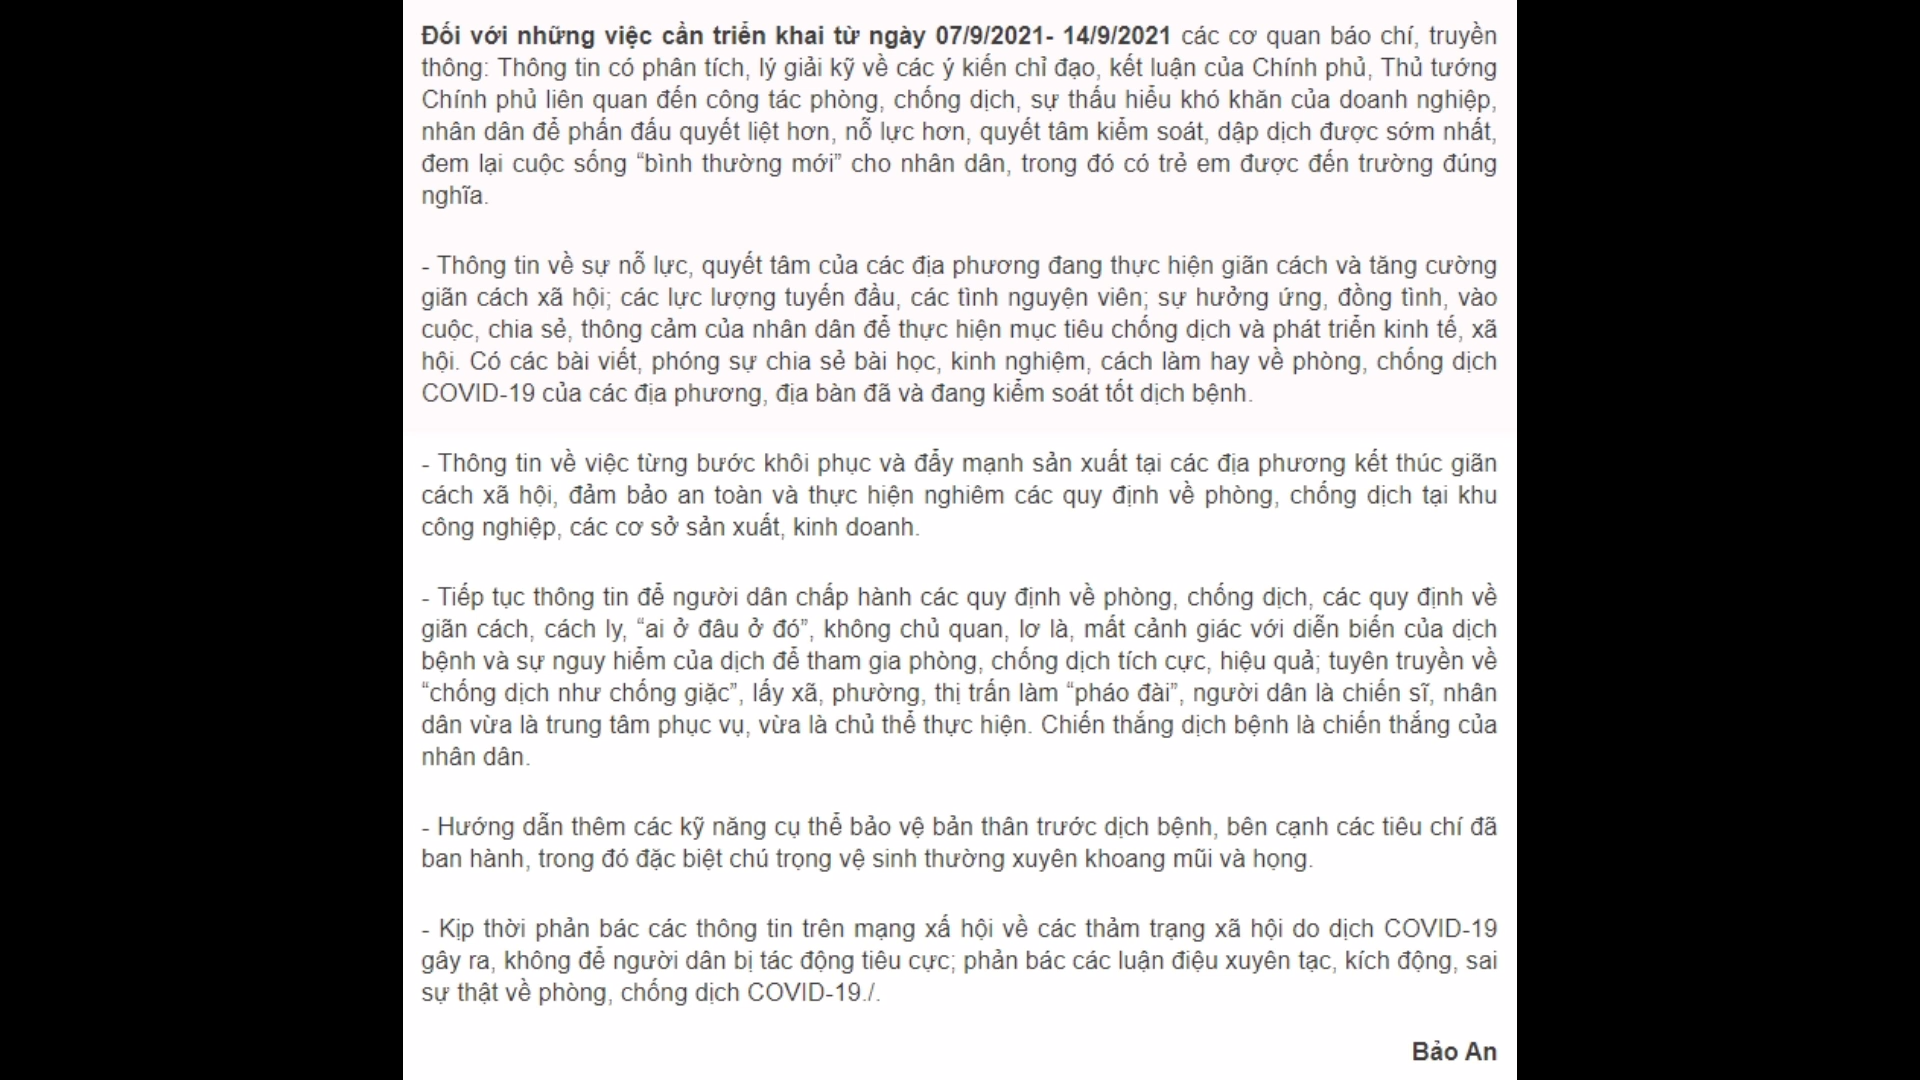 Đối với những việc cần triển khai từ ngày 07/9/2021- 14/9/2021 các cơ quan báo chí, truyền
thông: Thông tin có phân tích, lý giải kỹ về các ý kiến chỉ đạo, kết luận của Chính phủ, Thủ tướng
Chính phủ liên quan đến công tác phòng, chống dịch, sự thấu hiểu khó khăn của doanh nghiệp,
nhân dân để phấn đấu quyết liệt hơn, nỗ lực hơn, quyết tâm kiểm soát, dập dịch được sớm nhất,
đem lại cuộc sống “bình thường mới” cho nhân dân, trong đó có trẻ em được đến trường đúng
nghĩa.
- Thông tin về sự nỗ lực, quyết tâm của các địa phương đang thực hiện giãn cách và tăng cường
giãn cách xã hội; các lực lượng tuyến đầu, các tình nguyện viên; sự hưởng ứng, đồng tình, vào
cuộc, chia sẻ, thông cảm của nhân dân để thực hiện mục tiêu chống dịch và phát triển kinh tế, xã
hội. Có các bài viết, phóng sự chia sẻ bài học, kinh nghiệm, cách làm hay về phòng, chống dịch
COVID-19 của các địa phương, địa bàn đã và đang kiểm soát tốt dịch bệnh.
- Thông tin về việc từng bước khôi phục và đẩy mạnh sản xuất tại các địa phương kết thúc giãn
cách xã hội, đảm bảo an toàn và thực hiện nghiêm các quy định về phòng, chống dịch tại khu
công nghiệp, các cơ sở sản xuất, kinh doanh.
- Tiếp tục thông tin để người dân chấp hành các quy định về phòng, chống dịch, các quy định về
giãn cách, cách ly, “ai ở đâu ở đó”, không chủ quan, lơ là, mất cảnh giác với diễn biến của dịch
bệnh và sự nguy hiểm của dịch để tham gia phòng, chống dịch tích cực, hiệu quả; tuyên truyền về
“chống dịch như chống giặc”, lấy xã, phường, thị trấn làm “pháo đài”, người dân là chiến sĩ, nhân
dân vừa là trung tâm phục vụ, vừa là chủ thể thực hiện. Chiến thắng dịch bệnh là chiến thắng của
nhân dân.
- Hướng dẫn thêm các kỹ năng cụ thể bảo vệ bản thân trước dịch bệnh, bên cạnh các tiêu chí đã
ban hành, trong đó đặc biệt chú trọng vệ sinh thường xuyên khoang mũi và họng.
- Kịp thời phản bác các thông tin trên mạng xấ hội về các thảm trạng xã hội do dịch COVID-19
gây ra, không để người dân bị tác động tiêu cực; phản bác các luận điệu xuyên tạc, kích động, sai
sự thật về phòng, chống dịch COVID-19./.
Bảo An